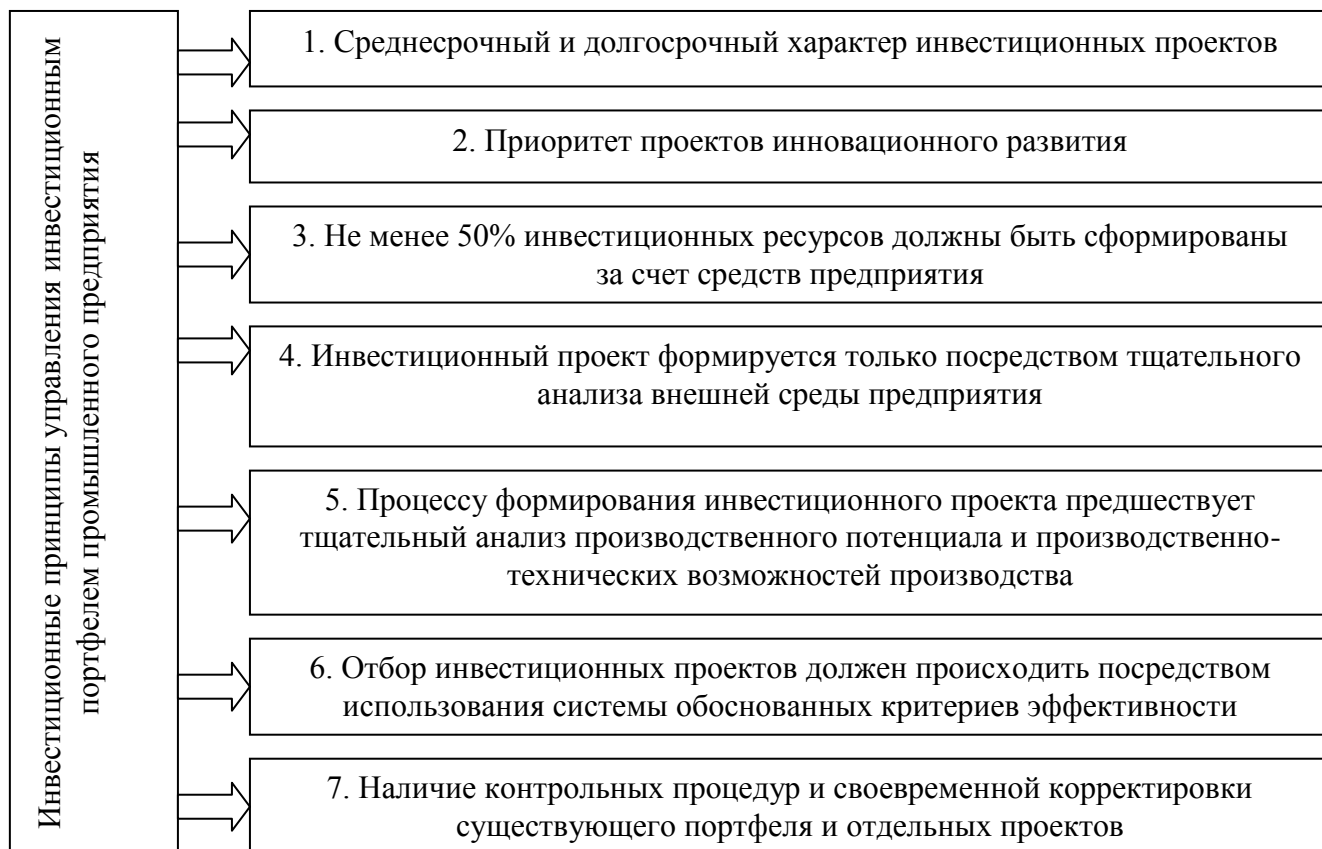 Инвестиционные принципы управления инвестиционным
портфелем промышленного предприятия
1. Среднесрочный и долгосрочный характер инвестиционных проектов
2. Приоритет проектов инновационного развития
3. Не менее 50% инвестиционных ресурсов должны быть сформированы
за счет средств предприятия
4. Инвестиционный проект формируется только посредством тщательного
анализа внешней среды предприятия
5. Процессу формирования инвестиционного проекта предшествует
тщательный анализ производственного потенциала и производственно-
технических возможностей производства
6. Отбор инвестиционных проектов должен происходить посредством
использования системы обоснованных критериев эффективности
7. Наличие контрольных процедур и своевременной корректировки
существующего портфеля и отдельных проектов